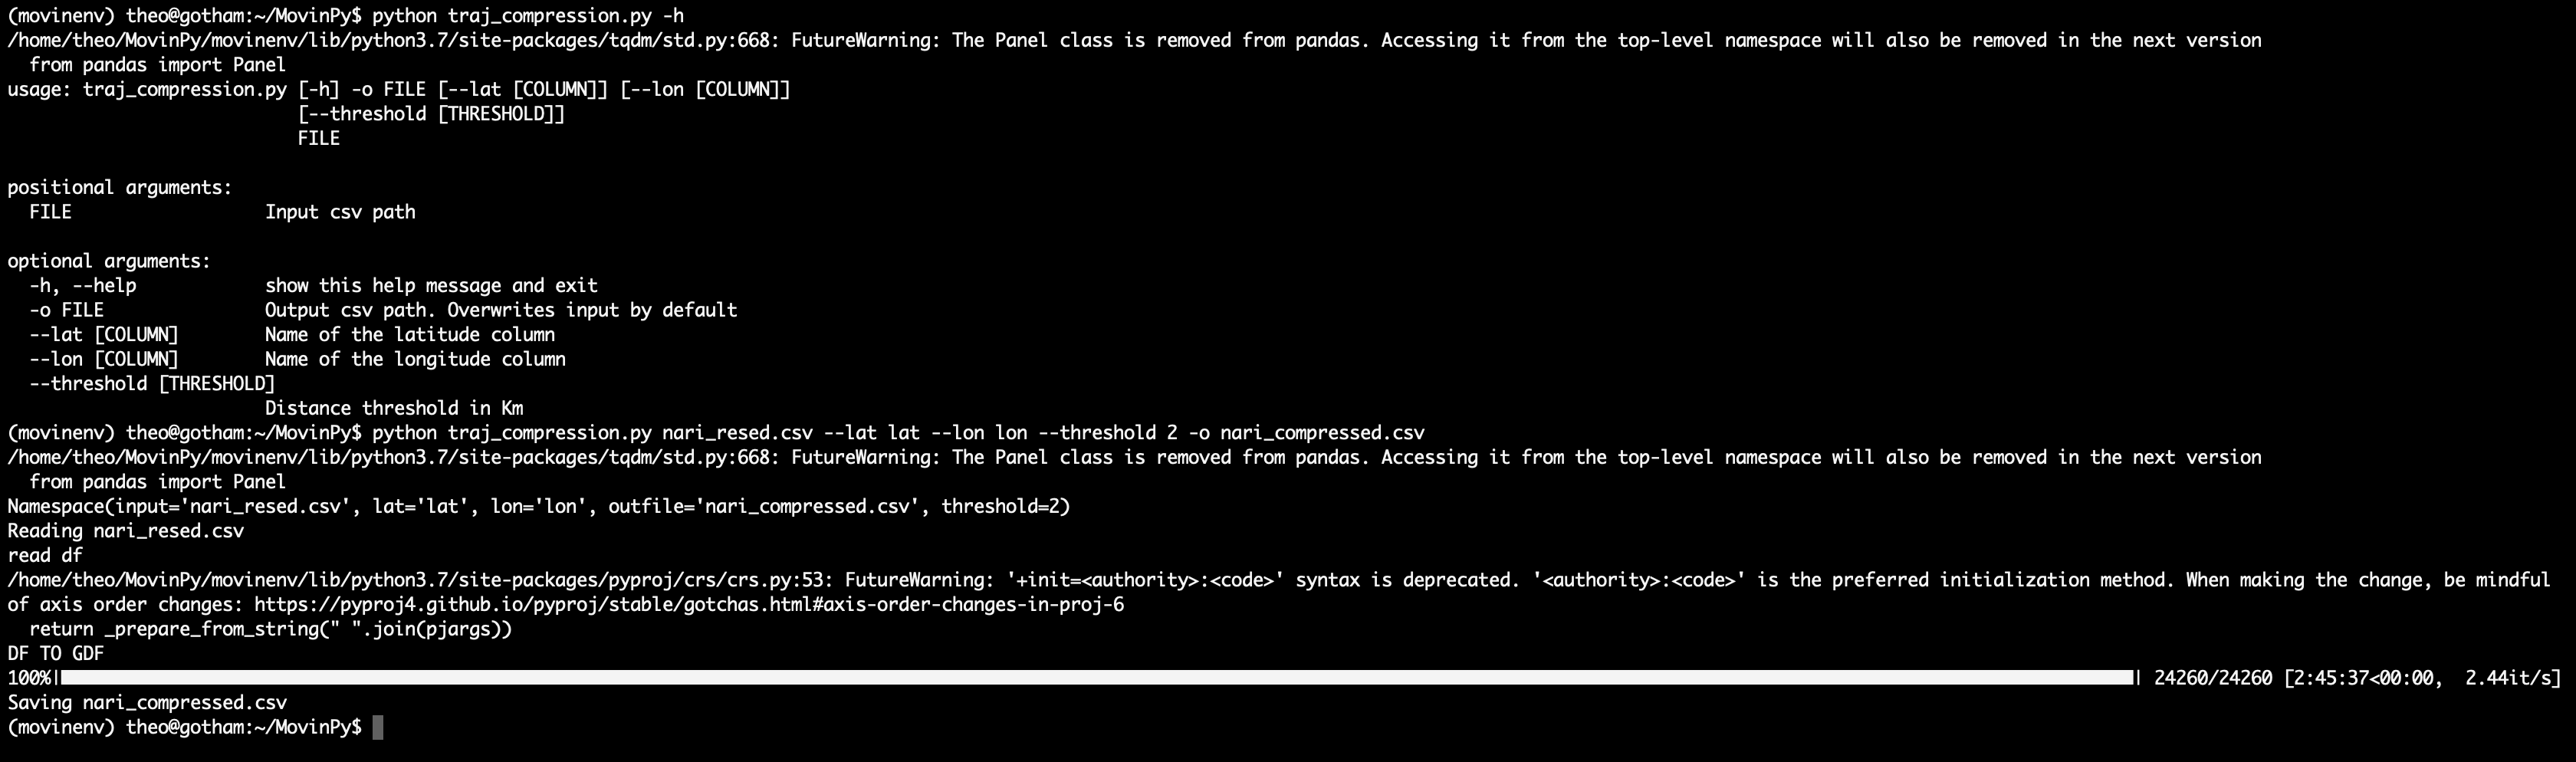 (movinenv) theo@gotham:~/MovinPy$ python traj_compression.py -h
/home/theo/MovinPy/movinenv/lib/python3.7/site-packages/tqdm/std.py:668: FutureWarning: The Panel class is removed from pandas. Accessing it from the top-level namespace will also be removed in the next version
  from pandas import Panel
usage: traj_compression.py [-h] -o FILE [--lat [COLUMN]] [--lon [COLUMN]]
                           [--threshold [THRESHOLD]]
                           FILE

positional arguments:
  FILE                  Input csv path

optional arguments:
  -h, --help            show this help message and exit
  -o FILE               Output csv path. Overwrites input by default
  --lat [COLUMN]        Name of the latitude column
  --lon [COLUMN]        Name of the longitude column
  --threshold [THRESHOLD]
                        Distance threshold in Km
(movinenv) theo@gotham:~/MovinPy$ python traj_compression.py nari_resed.csv --lat lat --lon lon --threshold 2 -o nari_compressed.csv
/home/theo/MovinPy/movinenv/lib/python3.7/site-packages/tqdm/std.py:668: FutureWarning: The Panel class is removed from pandas. Accessing it from the top-level namespace will also be removed in the next version
  from pandas import Panel
Namespace(input='nari_resed.csv', lat='lat', lon='lon', outfile='nari_compressed.csv', threshold=2)
Reading nari_resed.csv
read df
/home/theo/MovinPy/movinenv/lib/python3.7/site-packages/pyproj/crs/crs.py:53: FutureWarning: '+init=<authority>:<code>' syntax is deprecated. '<authority>:<code>' is the preferred initialization method. When making the change, be mindful
of axis order changes: https://pyproj4.github.io/pyproj/stable/gotchas.html#axis-order-changes-in-proj-6
  return _prepare_from_string(" ".join(pjargs))
DF TO GDF
100%| | 24260/24260 [2:45:37<00:00,  2.44it/s]
Saving nari_compressed.csv
(movinenv) theo@gotham:~/MovinPy$